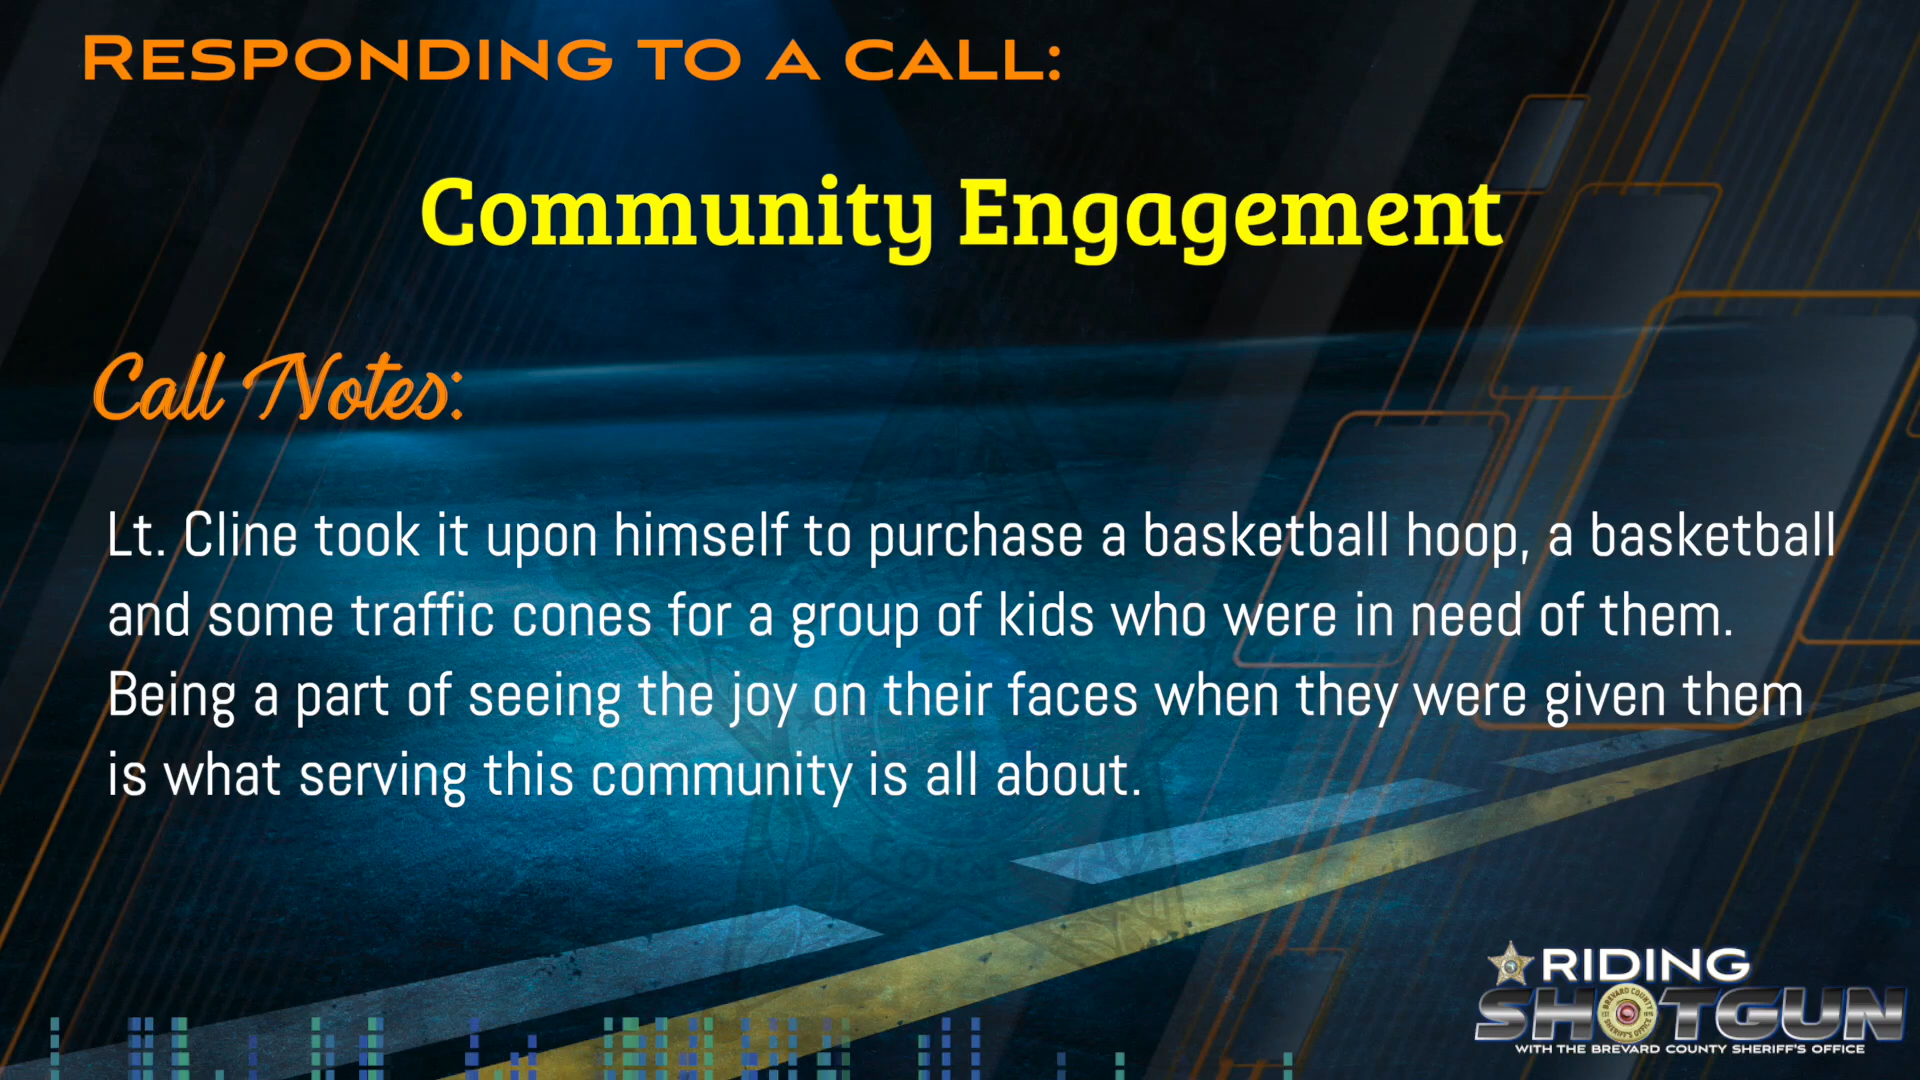 RESPONDING TO A CALL:
Community Engagement
Call Notes:
Lt. Cline took it upon himself to purchase a basketball hoop, a basketball
and some traffic cones for a group of kids who were in need of them.
Being a part of seeing the joy on their faces when they were given them
is what serving this community is all about.
RIDING
SHOTGUN
WITH THE BREVARD COUNTY SHERIFF'S OFFICE